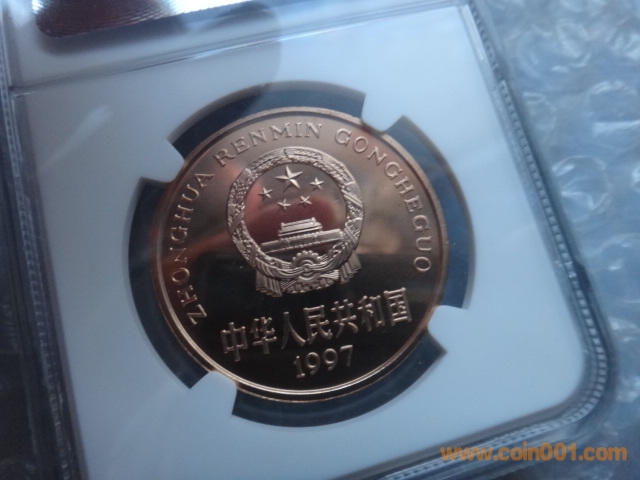 ZHONGHUA RENMIN GONGHEGUO
中华人民共和国
1997
www.coin001.com